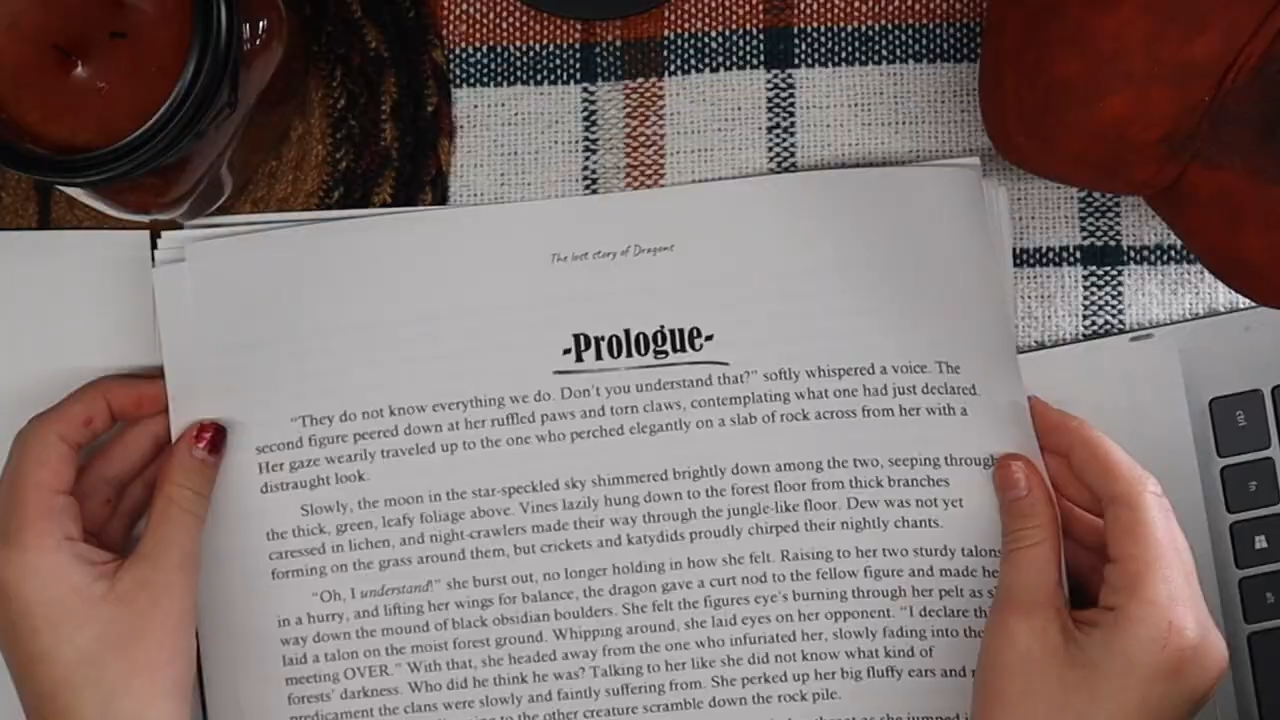 The lost story of Dragons
-Prologue-
“They do not know everything we do. Don’t you understand that?” softly whispered a voice. The
second figure peered down at her ruffled paws and torn claws, contemplating what one had just declared.
Her gaze wearily traveled up to the one who perched elegantly on a slab of rock across from her with a
distraught look.
Slowly, the moon in the star-speckled sky shimmered brightly down among the two, seeping through
the thick, green, leafy foliage above. Vines lazily hung down to the forest floor from thick branches
caressed in lichen, and night-crawlers made their way through the jungle-like floor. Dew was not yet
forming on the grass around them, but crickets and katydids proudly chirped their nightly chants.
“Oh, I understand!” she burst out, no longer holding in how she felt. Raising to her two sturdy talons
in a hurry, and lifting her wings for balance, the dragon gave a curt nod to the fellow figure and made he
way down the mound of black obsidian boulders. She felt the figures eye’s burning through her pelt as s
laid a talon on the moist forest ground. Whipping around, she laid eyes on her opponent. “I declare thi
meeting OVER.” With that, she headed away from the one who infuriated her, slowly fading into the
forests’ darkness. Who did he think he was? Talking to her like she did not know what kind of
predicament the clans were slowly and faintly suffering from. She perked up her big fluffy ears and
to the other creature scramble down the rock pile.
as she jumped
ctrl
fn
alt